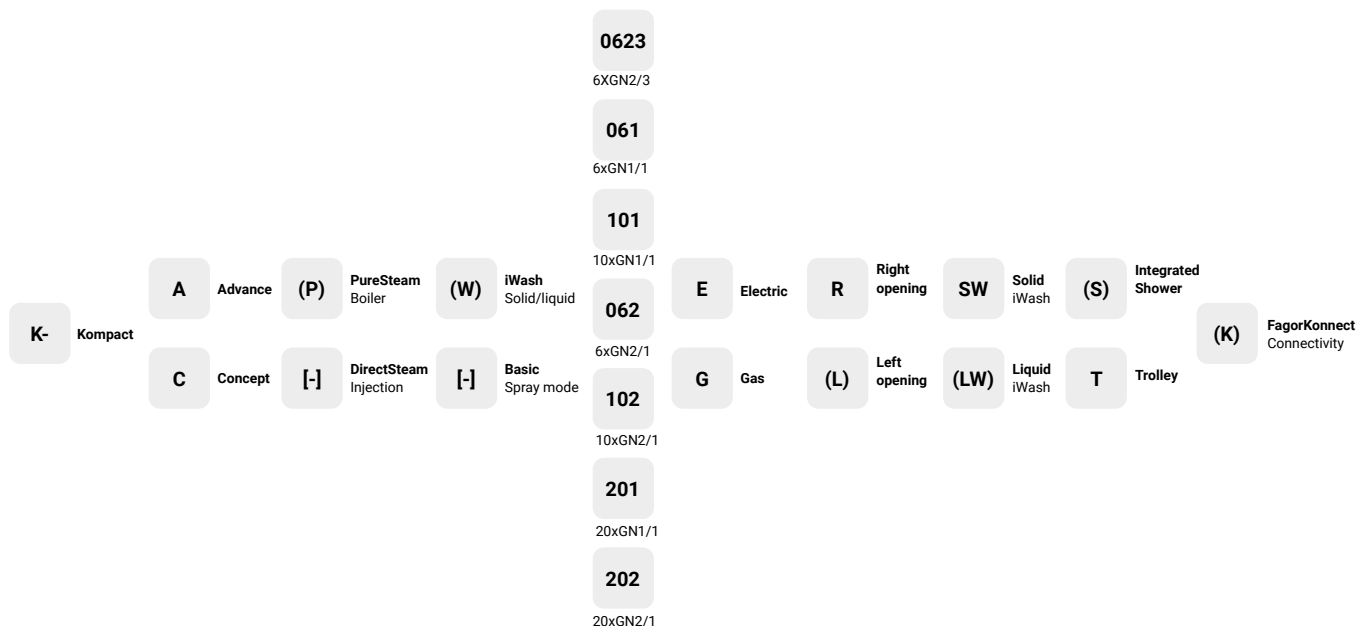 K-
Kompact
A
Advance
C
Concept
(P)
PureSteam
Boiler
[-]
DirectSteam
Injection
(W)
iWash
Solid/liquid
[-]
Basic
Spray mode
0623
6XGN2/3
061
6xGN1/1
101
10xGN1/1
062
6xGN2/1
102
10xGN2/1
201
20xGN1/1
202
20xGN2/1
E
Electric
G
Gas
R
Right
opening
(L)
Left
opening
SW
Solid
iWash
(LW)
Liquid
iWash
(S)
Integrated
Shower
T
Trolley
(K)
FagorKonnect
Connectivity